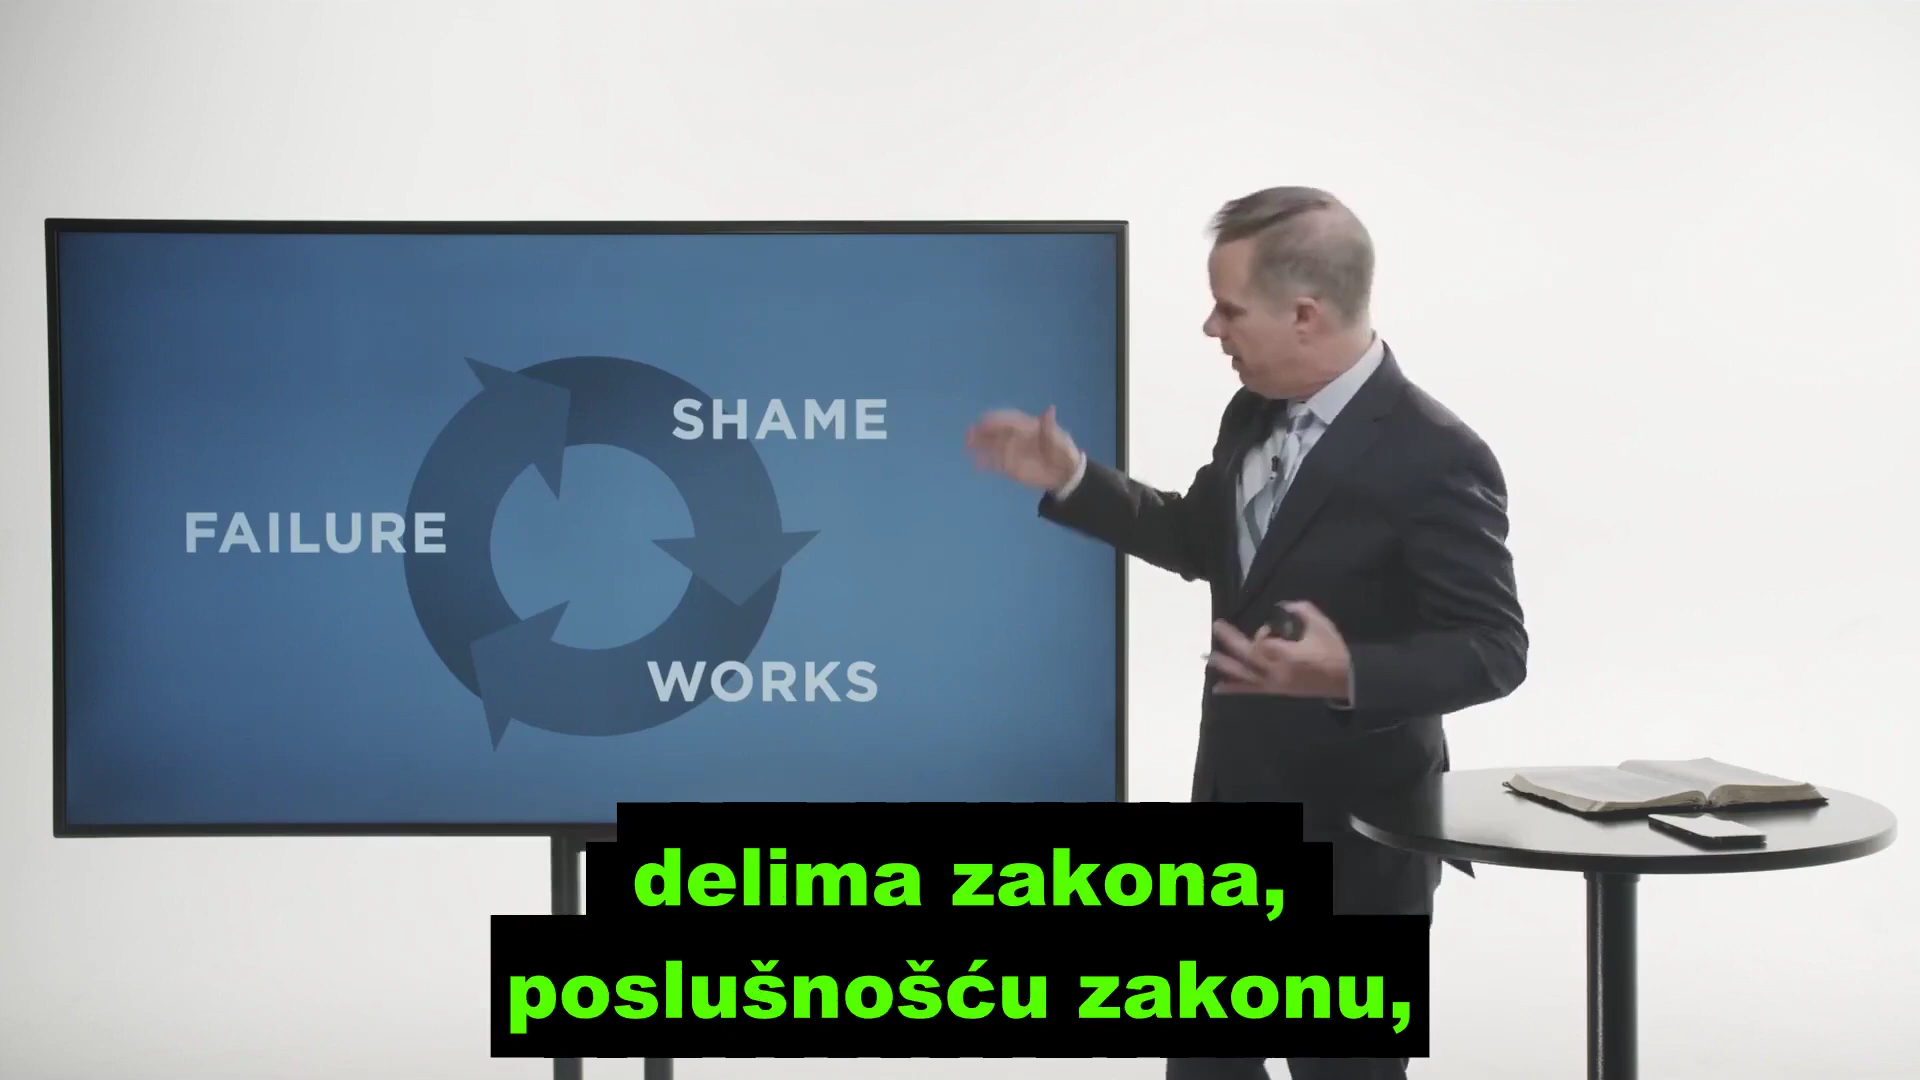 SHAME
FAILURE
WORKS
delima zakona,
poslušnošću zakonu,